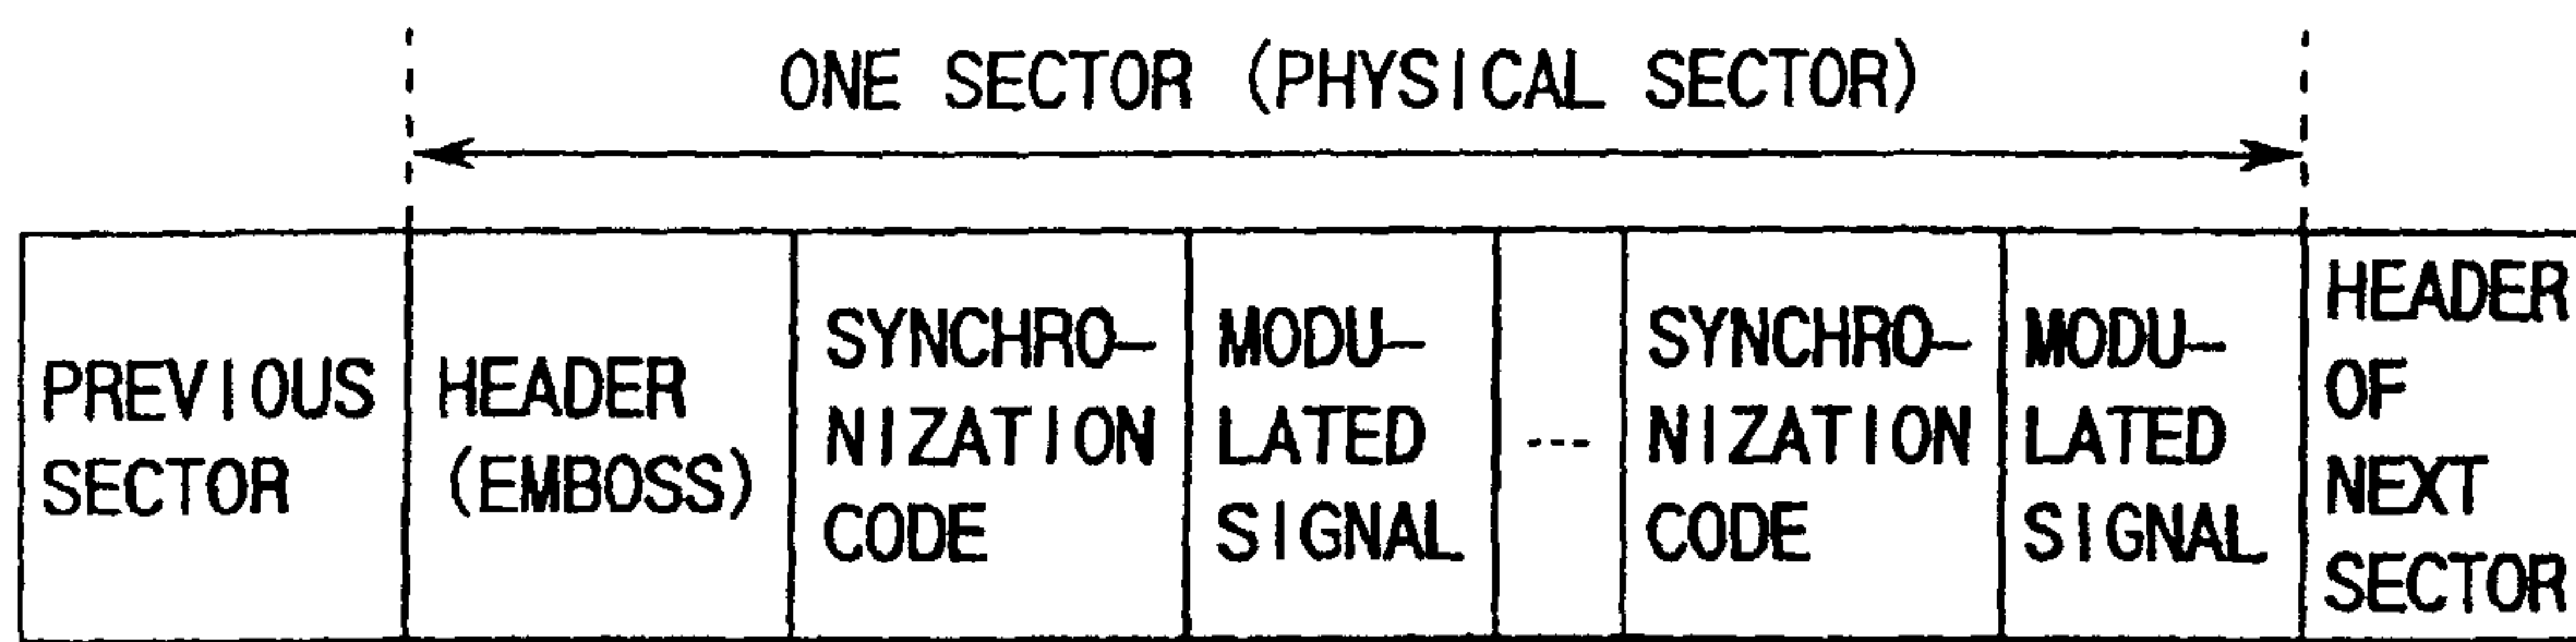 ONE SECTOR (PHYSICAL SECTOR)
PREVIOUS
SECTOR
HEADER
(EMBOSS)
SYNCHRO-
NIZATION
CODE
MODU-
LATED
SIGNAL
---
SYNCHRO-
NIZATION
CODE
MODU-
LATED
SIGNAL
HEADER
OF
NEXT
SECTOR